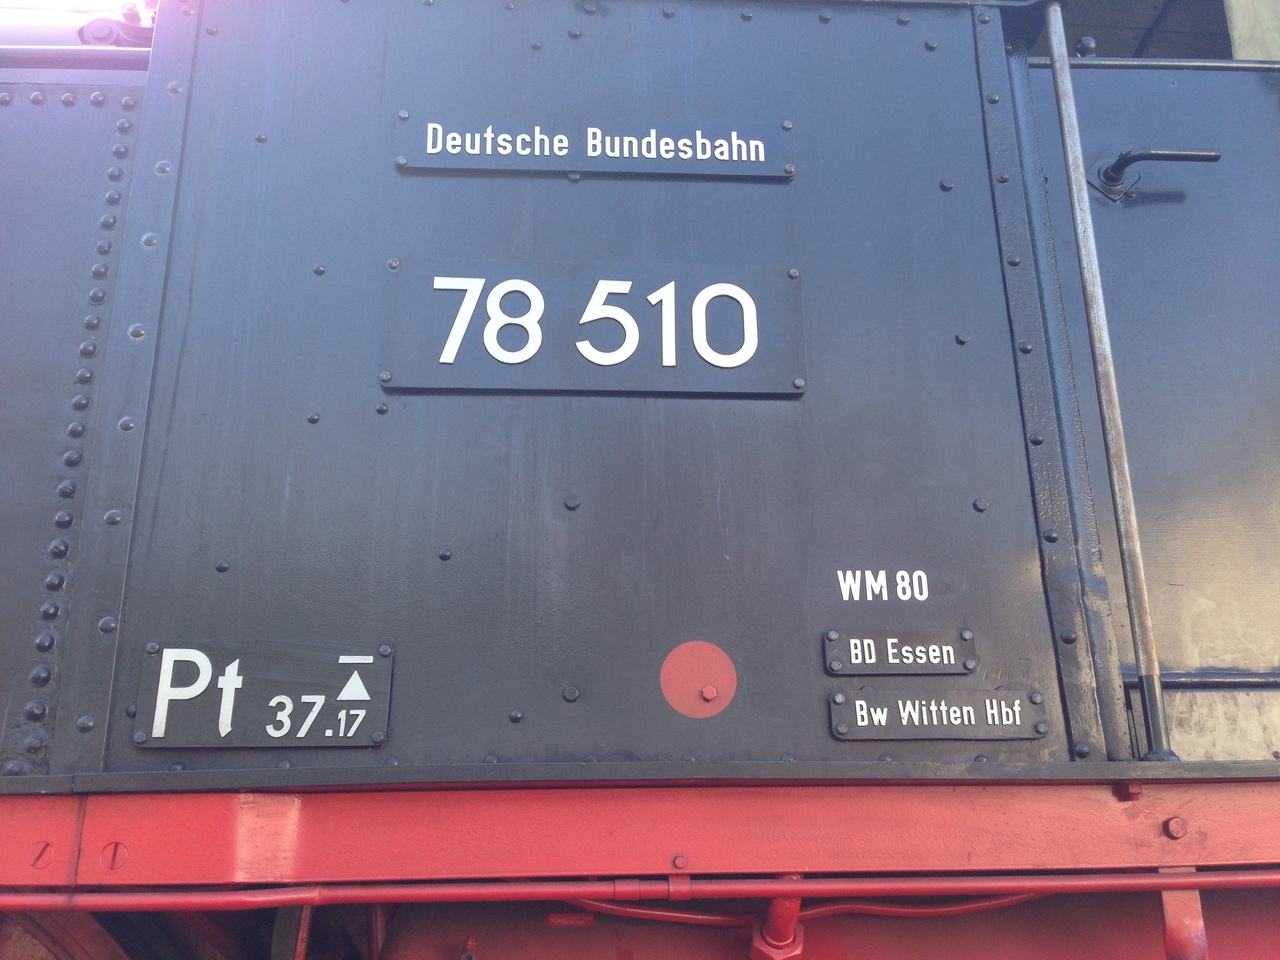 Deutsche Bundesbahn
78 510
WM 80
BD Essen
Bw Witten Hbf
Pt 37.17